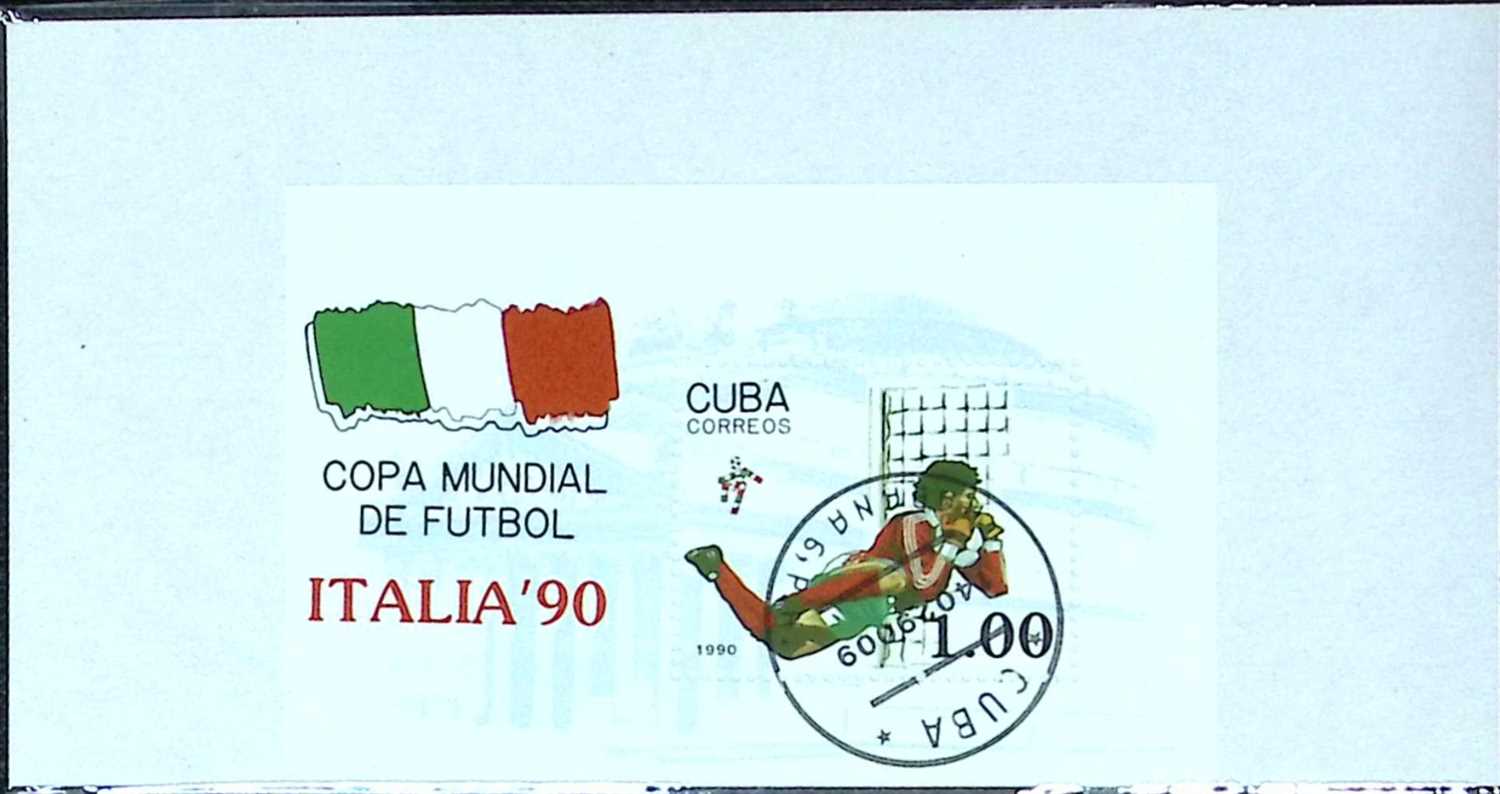 COPA MUNDIAL
DE FUTBOL
ITALIA'90
CUBA
CORREOS
1990
1.00
CUBA